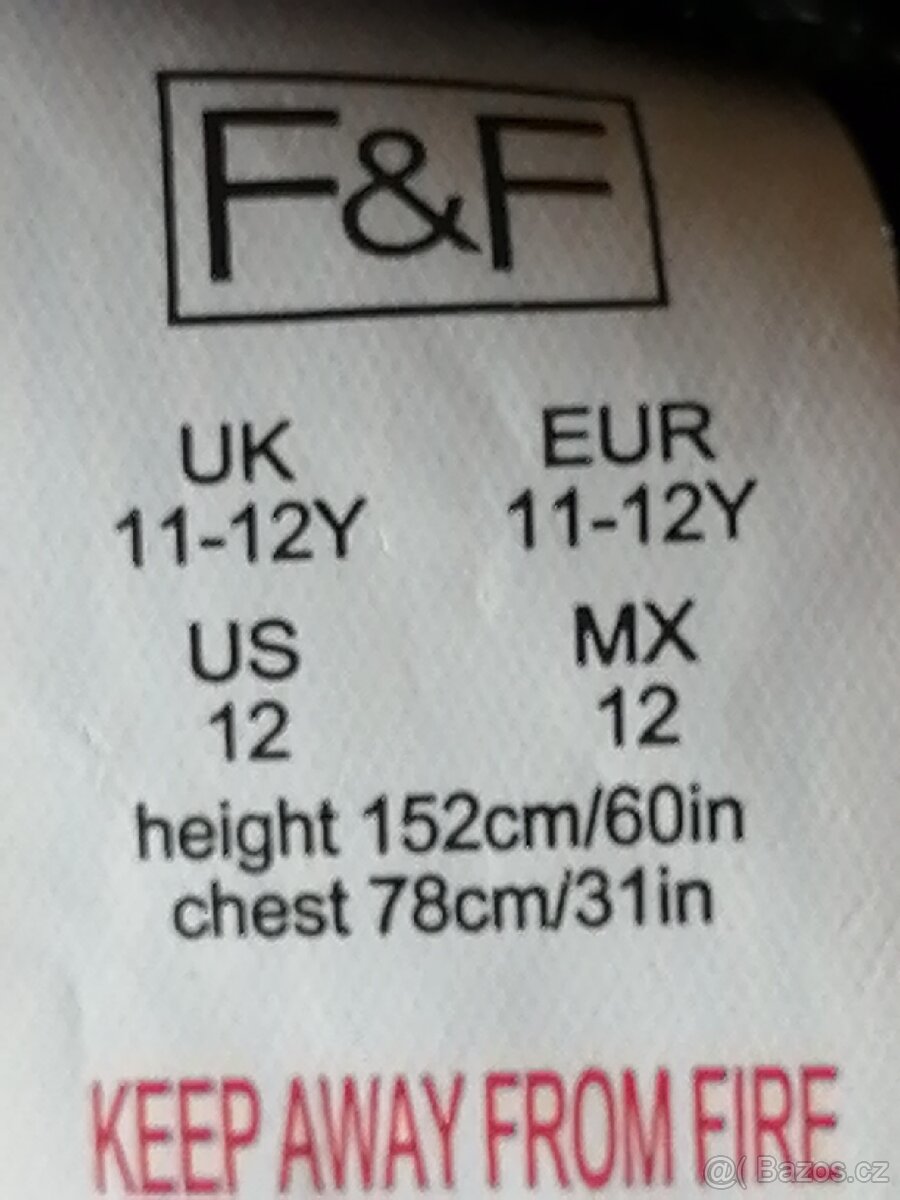 F&F
UK EUR
11-12Y 11-12Y
US MX
12 12
height 152cm/60in
chest 78cm/31in
KEEP AWAY FROM FIRE
@( Bazos.cz